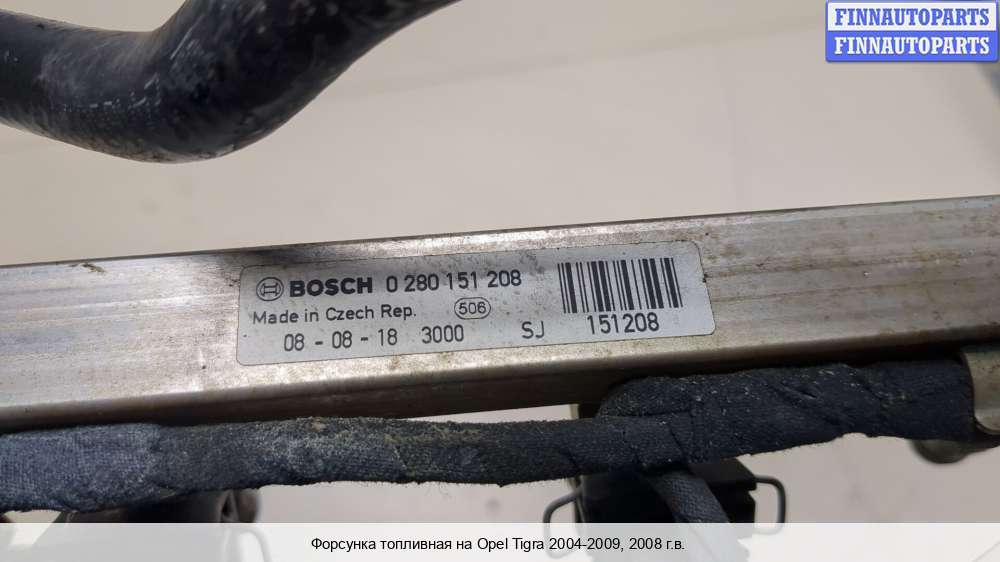 FINNAUTOPARTS
FINNAUTOPARTS
BOSCH 0 280 151 208
Made in Czech Rep. 506
08 - 08 - 18 3000 SJ 151208
Форсунка топливная на Opel Tigra 2004-2009, 2008 г.в.